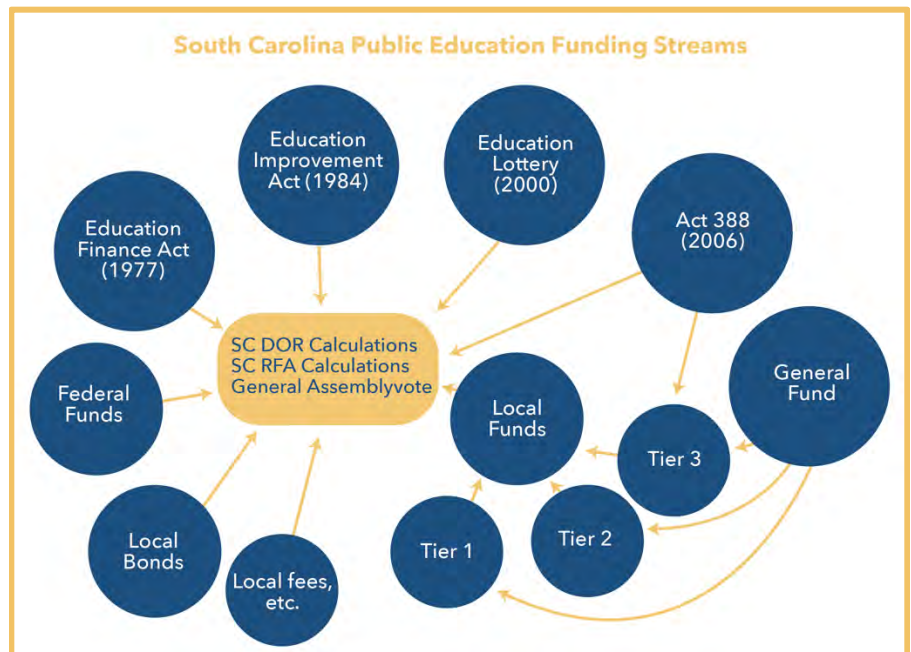 South Carolina Public Education Funding Streams
Education
Improvement
Act (1984)
Education
Lottery
(2000)
Act 388
(2006)
Education
Finance Act
(1977)
SC DOR Calculations
SC RFA Calculations
General Assemblyvote
General
Fund
Federal
Funds
Local
Funds
Tier 3
Local
Bonds
Local fees,
etc.
Tier 1
Tier 2